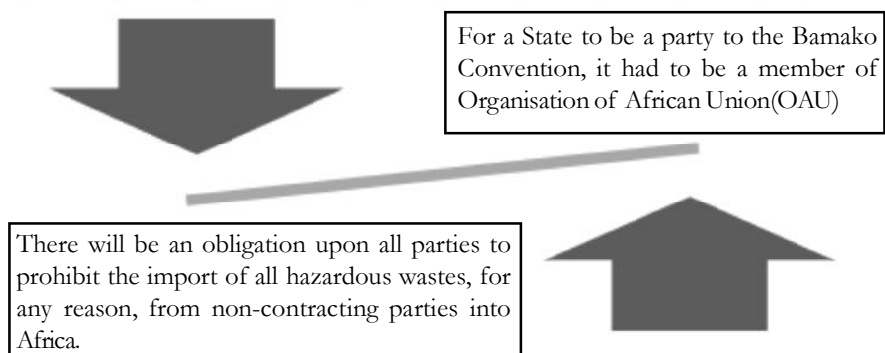 For a State to be a party to the Bamako
Convention, it had to be a member of
Organisation of African Union(OAU)
There will be an obligation upon all parties to
prohibit the import of all hazardous wastes, for
any reason, from non-contracting parties into
Africa.